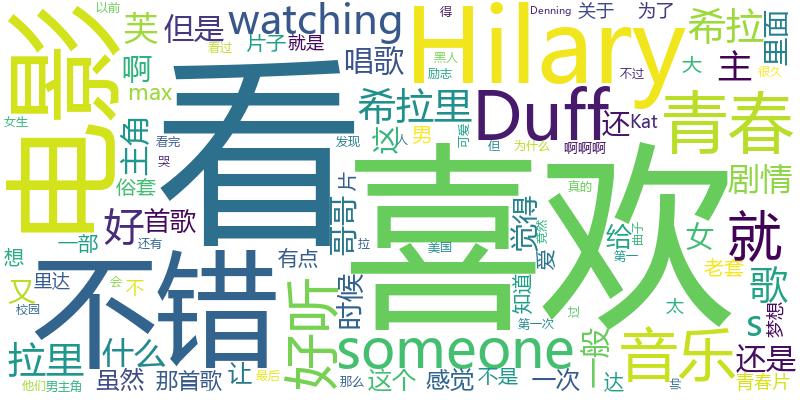 以前
得
Denning
关于
为了
电影
芙
但是
看过
片子
就是
watching
Hilary
希拉
里面
啊
唱歌
黑人
励志
不过
大
主
很久
max
看
希拉里
Duff
还
Kat
青春
女生
主角
看完
哭
发现
这
人
男
可爱
但
为什么
啊啊啊
俗套
片
真的
剧情
好
首歌
哥哥
喜欢
觉得
竟然
给
曲子
女
就
想
一部
还有
拉
美国
爱
第一
不错
有点
老套
歌
又
里达
会
不
时候
知道
太
梦想
校园
好听
第一次
过
s
拉里
什么
someone
一般
音乐
还是
他们
男主角
虽然
那首歌
让
最后
那么
这个
感觉
不是
一次
达
青春片